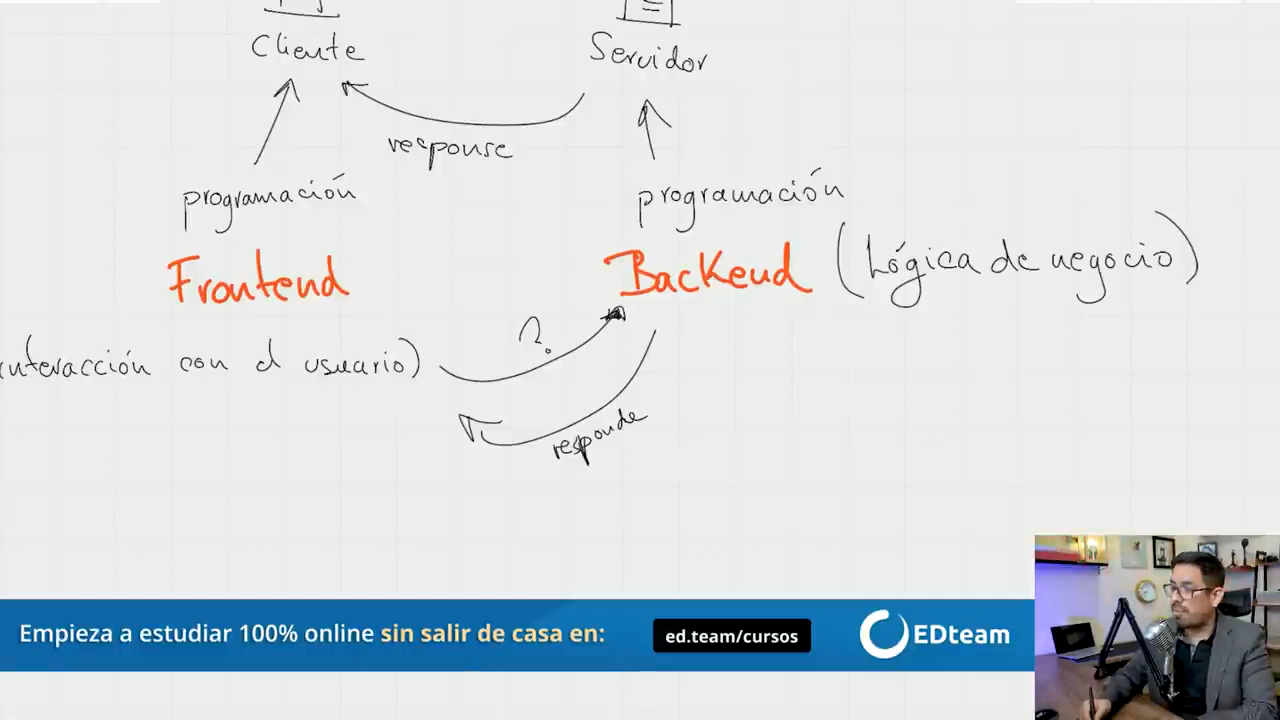 Cliente
Servidor
response
programación
programación
Frontend
Backend (Lógica de negocio)
?
interacción con el usuario)
responde
Empieza a estudiar 100% online sin salir de casa en:
ed.team/cursos
EDteam